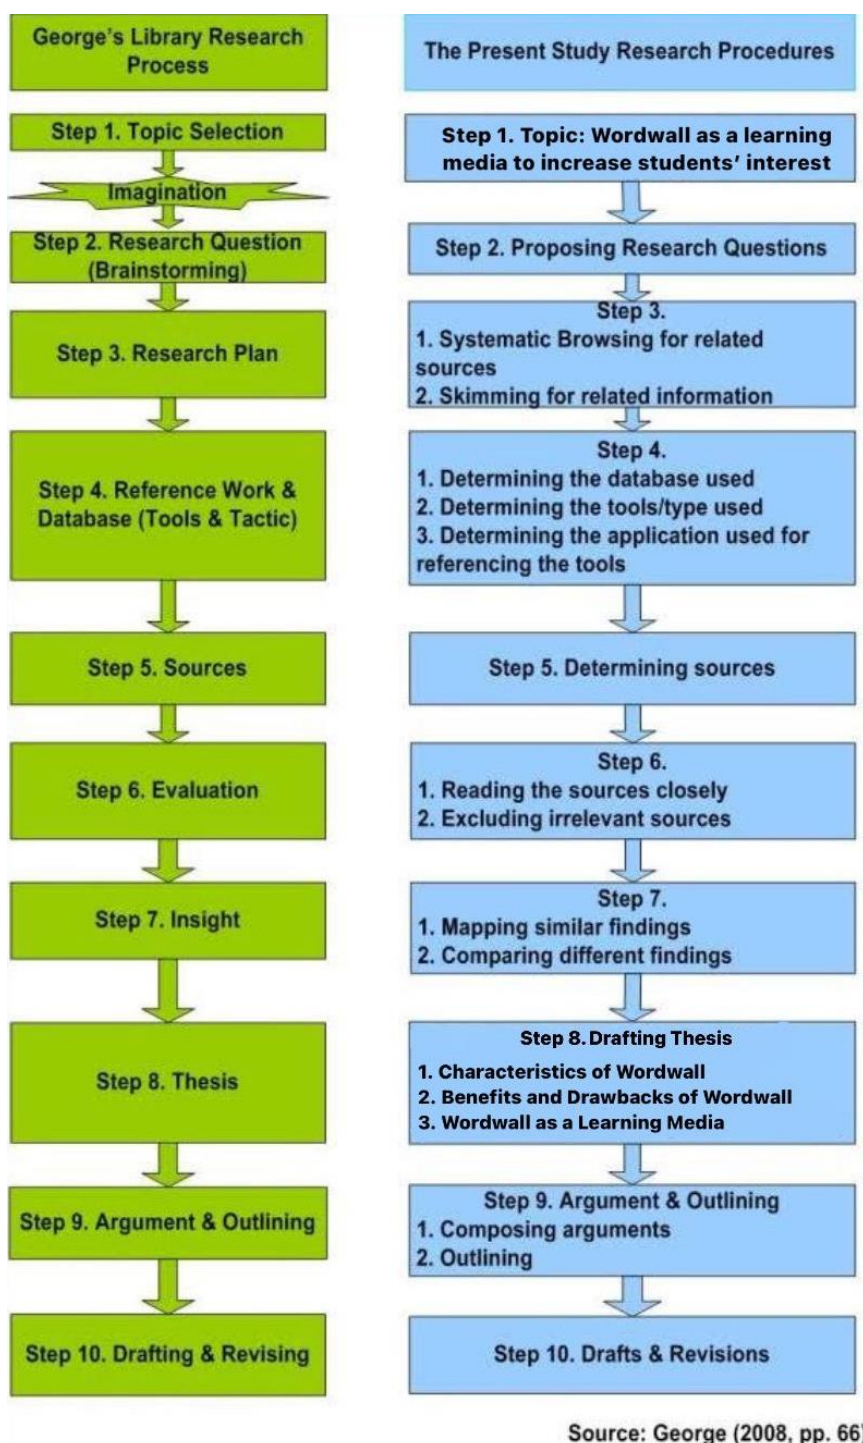 George's Library Research
Process
Step 1. Topic Selection
Imagination
Step 2. Research Question
(Brainstorming)
Step 3. Research Plan
Step 4. Reference Work &
Database (Tools & Tactic)
Step 5. Sources
Step 6. Evaluation
Step 7. Insight
Step 8. Thesis
Step 9. Argument & Outlining
Step 10. Drafting & Revising
The Present Study Research Procedures
Step 1. Topic: Wordwall as a learning
media to increase students' interest
Step 2. Proposing Research Questions
Step 3.
1. Systematic Browsing for related
sources
2. Skimming for related information
Step 4.
1. Determining the database used
2. Determining the tools/type used
3. Determining the application used for
referencing the tools
Step 5. Determining sources
Step 6.
1. Reading the sources closely
2. Excluding irrelevant sources
Step 7.
1. Mapping similar findings
2. Comparing different findings
Step 8. Drafting Thesis
1. Characteristics of Wordwall
2. Benefits and Drawbacks of Wordwall
3. Wordwall as a Learning Media
Step 9. Argument & Outlining
1. Composing arguments
2. Outlining
Step 10. Drafts & Revisions
Source: George (2008, pp. 66)